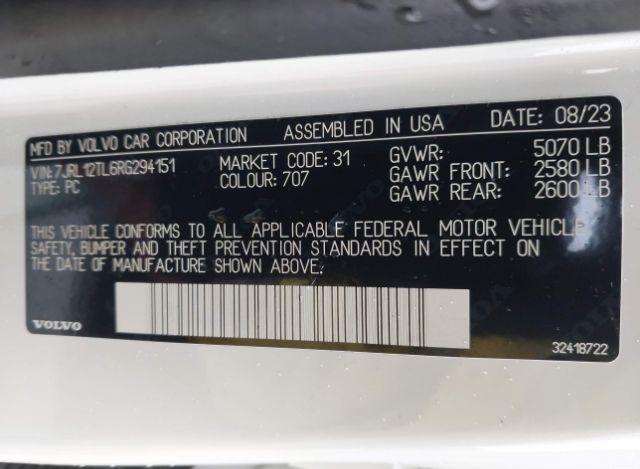 MFD BY VOLVO CAR CORPORATION ASSEMBLED IN USA DATE: 08/23
VIN: 7JRL12TL6RG294151 MARKET CODE: 31 GVWR: 5070 LB
TYPE: PC COLOUR: 707 GAWR FRONT: 2580 LB
GAWR REAR: 2600 LB
THIS VEHICLE CONFORMS TO ALL APPLICABLE FEDERAL MOTOR VEHICLE
SAFETY, BUMPER AND THEFT PREVENTION STANDARDS IN EFFECT ON
THE DATE OF MANUFACTURE SHOWN ABOVE.
VOLVO 32418722